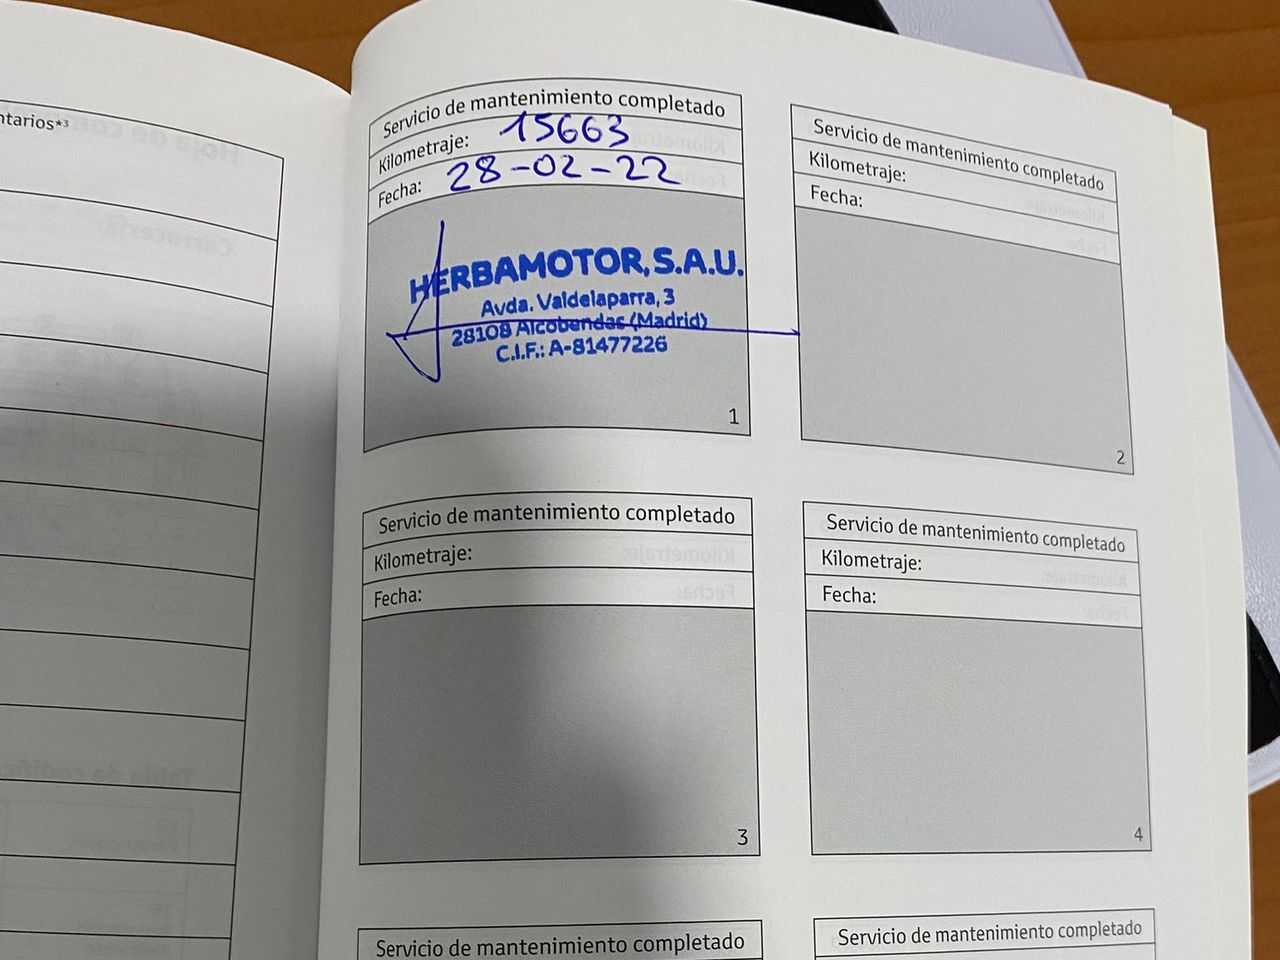 ntarios*³
Servicio de mantenimiento completado
Kilometraje: 15663
Fecha: 28-02-22
HERBAMOTOR, S.A.U.
Avda. Valdelaparra, 3
28108 Alcobendas (Madrid)
C.I.F.: A-81477226
1
Servicio de mantenimiento completado
Kilometraje:
Fecha:
2
Servicio de mantenimiento completado
Kilometraje:
Fecha:
3
Servicio de mantenimiento completado
Kilometraje:
Fecha:
4
Servicio de mantenimiento completado
Servicio de mantenimiento completado